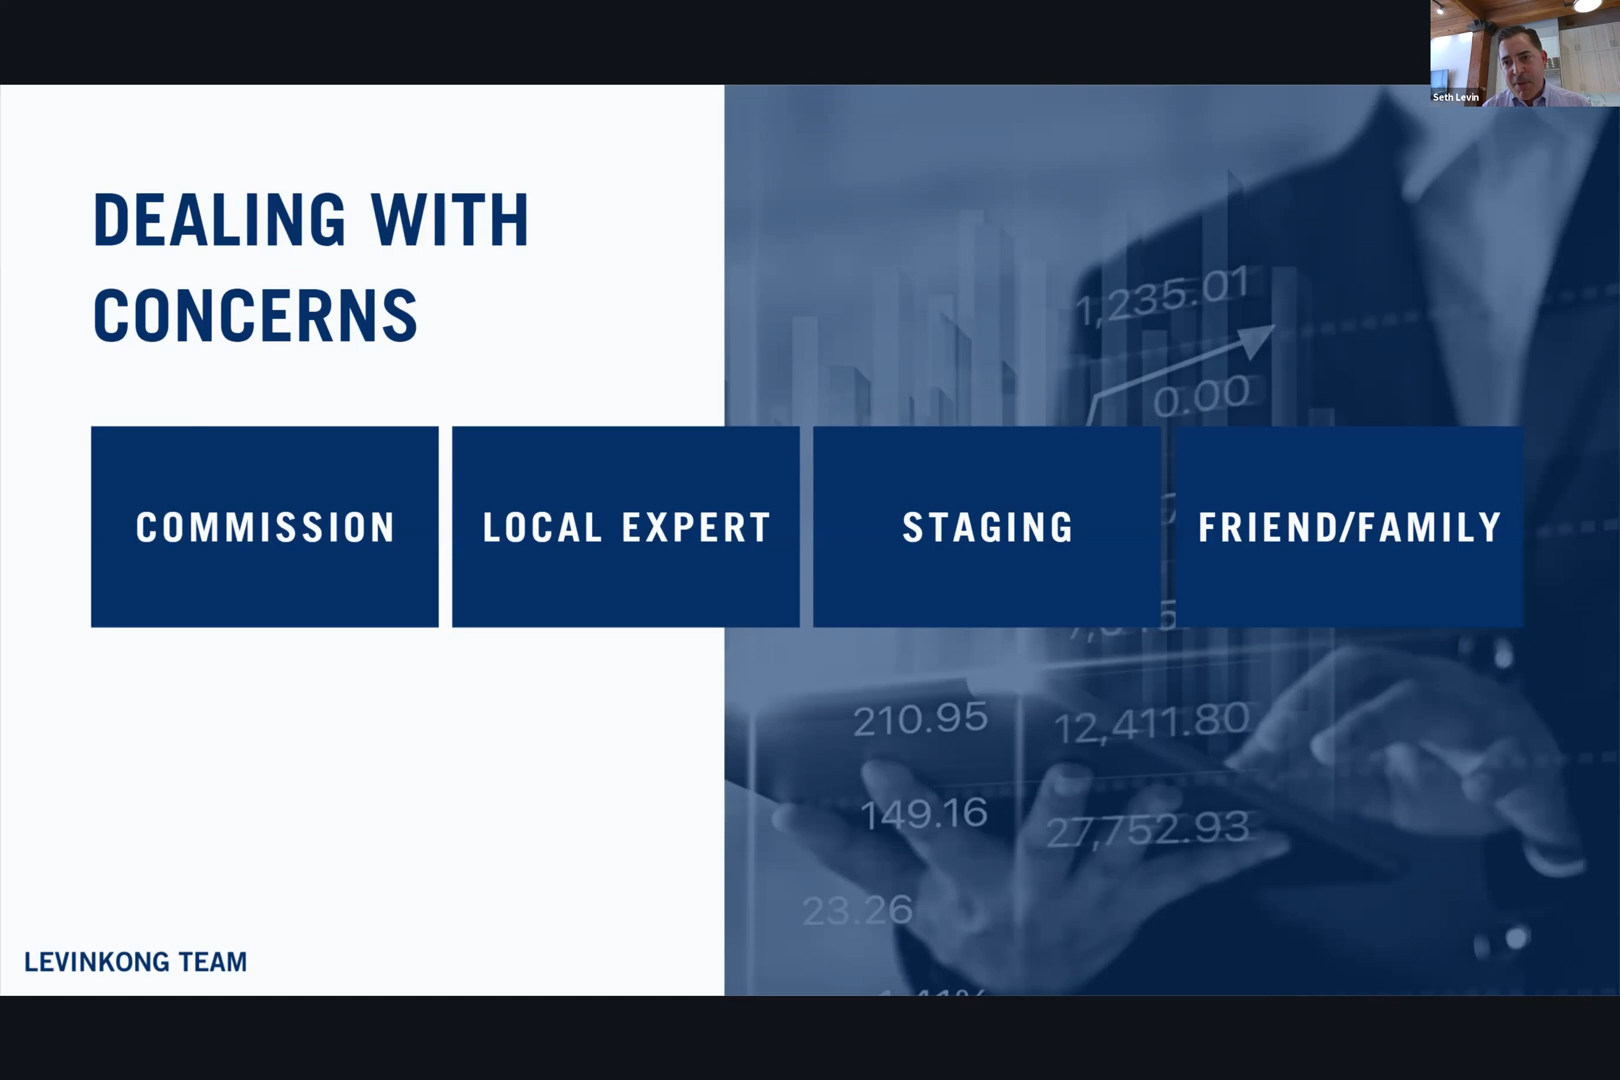 Seth Levin
DEALING WITH
CONCERNS
1,235.01
0.00
COMMISSION
LOCAL EXPERT
STAGING
FRIEND/FAMILY
210.95
12,411.80
149.16
27,752.93
23.26
LEVINKONG TEAM